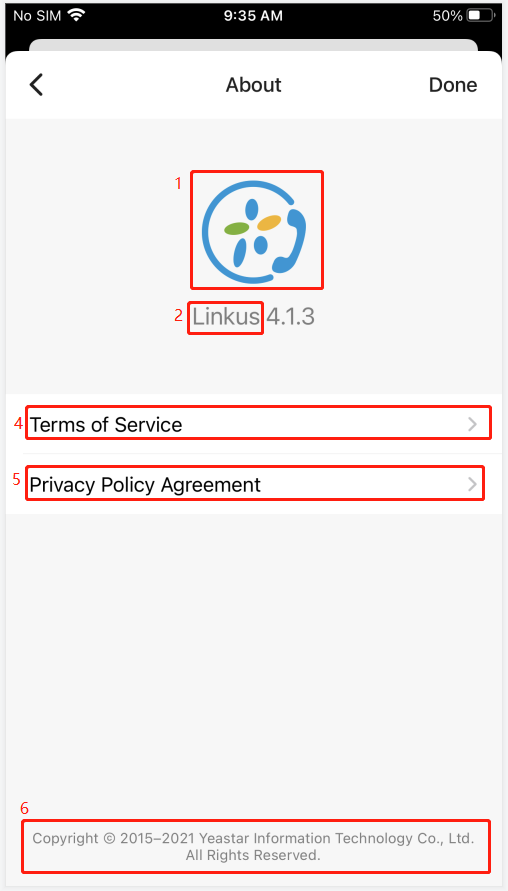 No SIM 9:35 AM 50%
About Done
1
2 Linkus 4.1.3
4 Terms of Service
5 Privacy Policy Agreement
6
Copyright © 2015–2021 Yeastar Information Technology Co., Ltd.
All Rights Reserved.